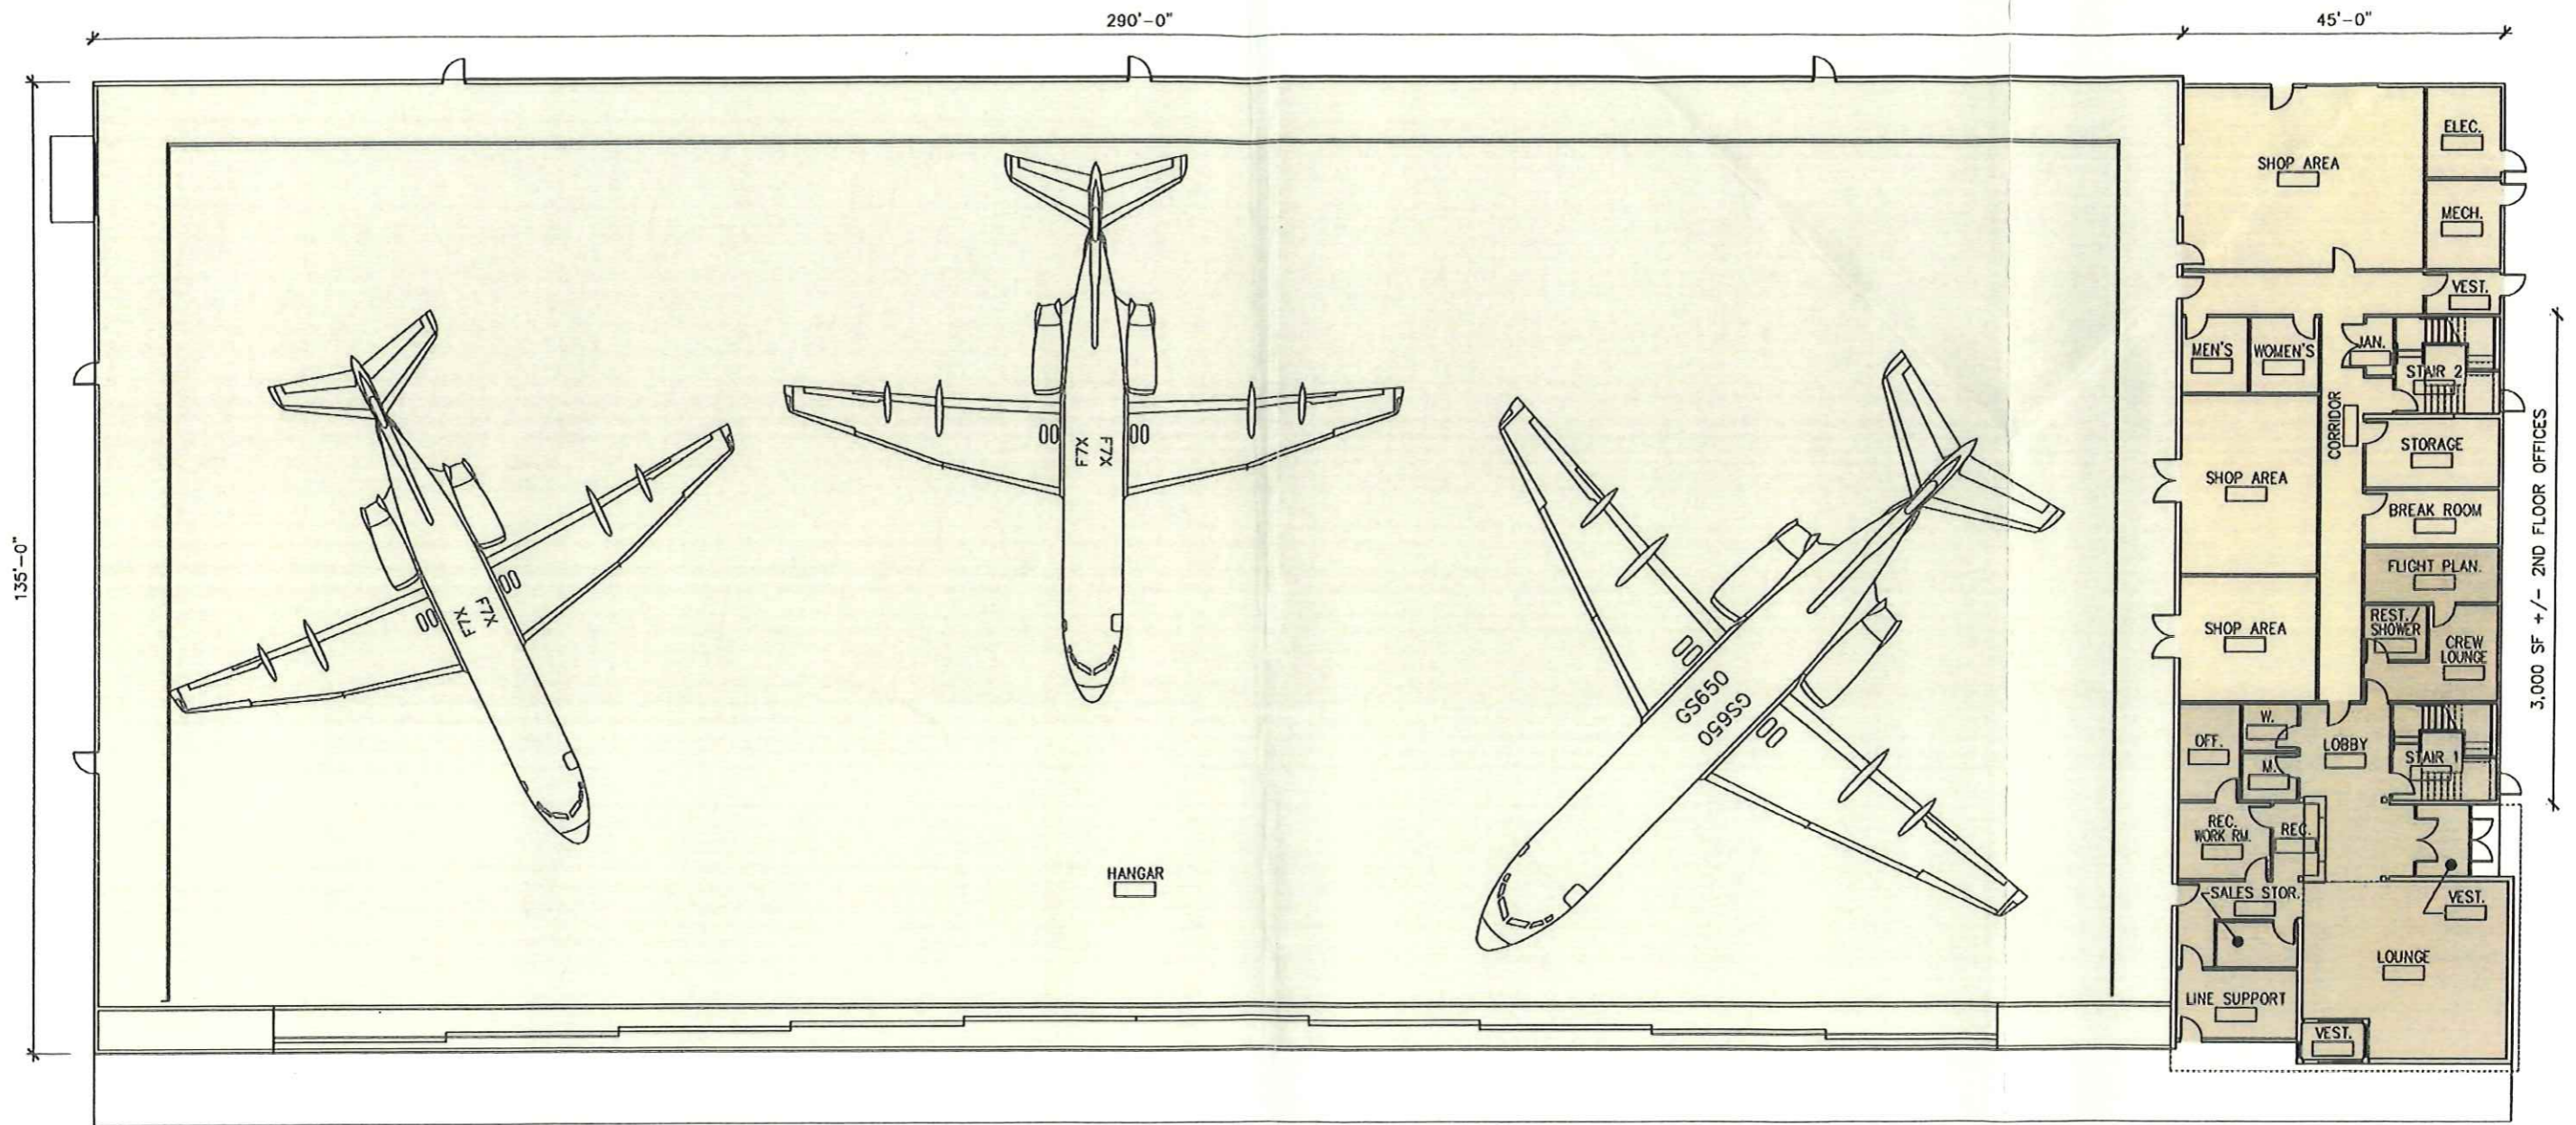 290'-0"
45'-0"
135'-0"
3,000 SF +/- 2ND FLOOR OFFICES
SHOP AREA
ELEC.
MECH.
VEST.
MEN'S
WOMEN'S
JAN.
STAIR 2
CORRIDOR
STORAGE
SHOP AREA
BREAK ROOM
FLIGHT PLAN.
REST./
SHOWER
CREW
LOUNGE
SHOP AREA
W.
OFF.
M.
LOBBY
STAIR 1
REC.
WORK RM.
REC.
SALES STOR.
VEST.
LOUNGE
LINE SUPPORT
VEST.
HANGAR
F7X
F7X
F7X
F7X
GS650
GS650